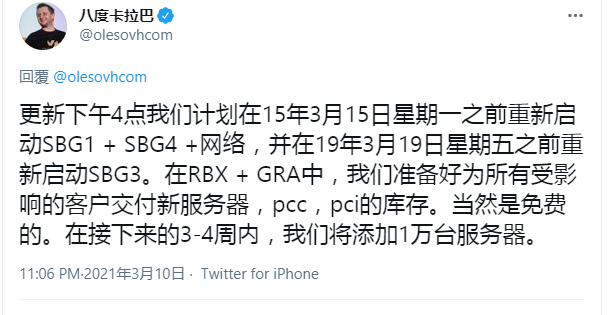 八度卡拉巴
@olesovhcom
回覆 @olesovhcom
更新下午4点我们计划在15年3月15日星期一之前重新启
动SBG1 + SBG4 +网络，并在19年3月19日星期五之前重
新启动SBG3。在RBX + GRA中，我们准备好为所有受影
响的客户交付新服务器，pcc，pci的库存。当然是免费
的。在接下来的3-4周内，我们将添加1万台服务器。
11:06 PM·2021年3月10日 · Twitter for iPhone